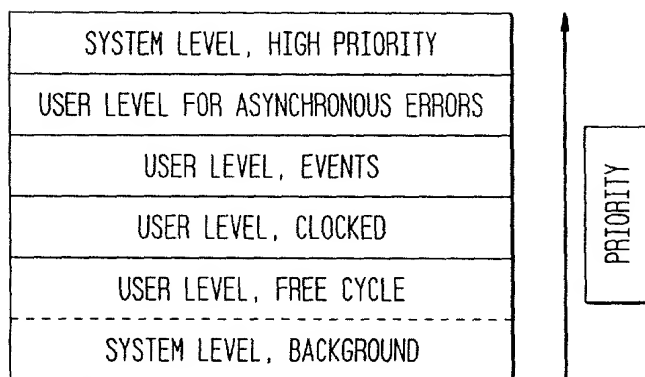 SYSTEM LEVEL, HIGH PRIORITY
USER LEVEL FOR ASYNCHRONOUS ERRORS
USER LEVEL, EVENTS
USER LEVEL, CLOCKED
USER LEVEL, FREE CYCLE
SYSTEM LEVEL, BACKGROUND
PRIORITY